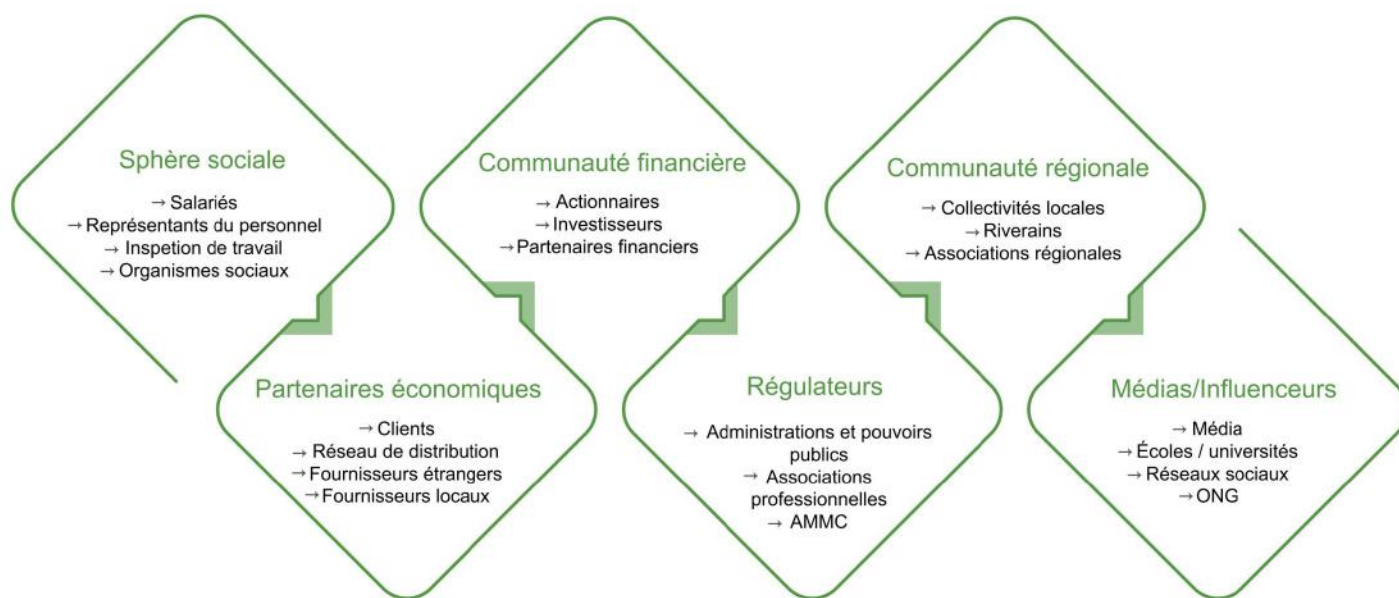 Sphère sociale
→ Salariés
→ Représentants du personnel
→ Inspetion de travail
→ Organismes sociaux
Partenaires économiques
→ Clients
→ Réseau de distribution
→ Fournisseurs étrangers
→ Fournisseurs locaux
Communauté financière
→ Actionnaires
→ Investisseurs
→ Partenaires financiers
Régulateurs
→ Administrations et pouvoirs
publics
→ Associations
professionnelles
→ AMMC
Communauté régionale
→ Collectivités locales
→ Riverains
→ Associations régionales
Médias/Influenceurs
→ Média
→ Écoles / universités
→ Réseaux sociaux
→ ONG